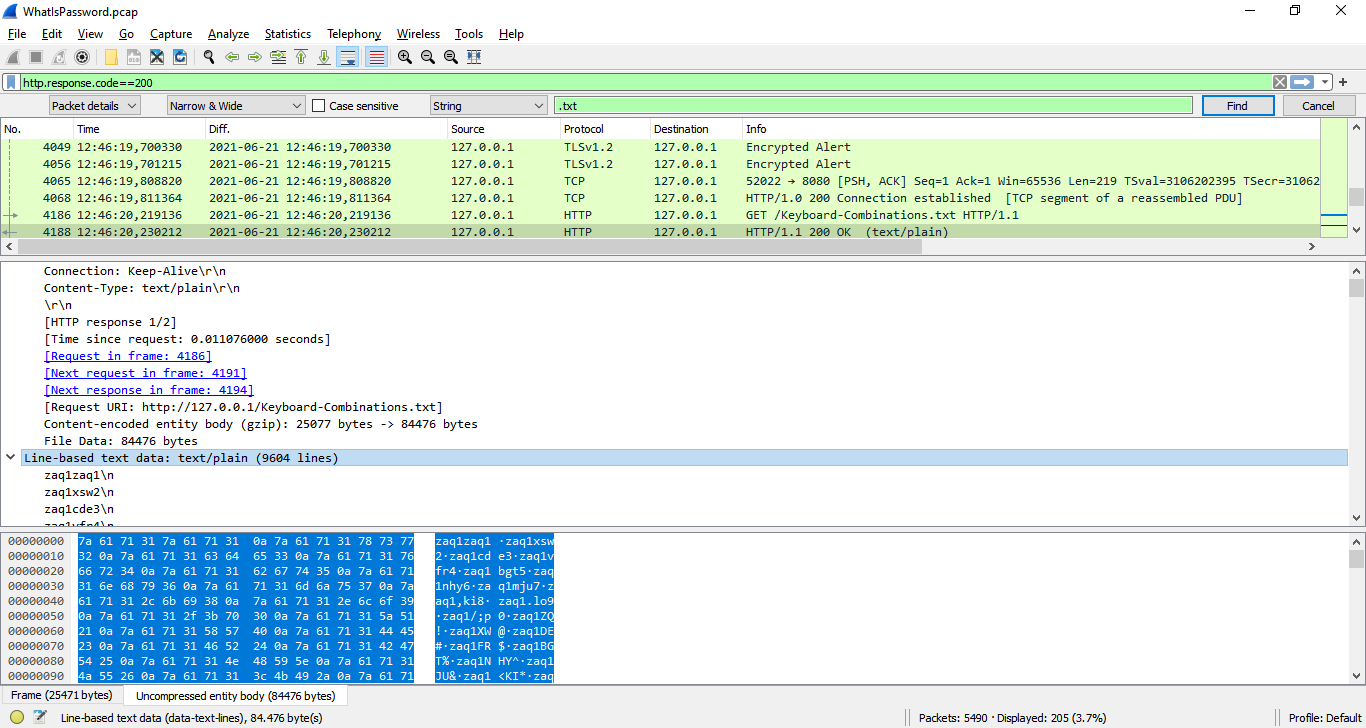 WhatIsPassword.pcap
File Edit View Go Capture Analyze Statistics Telephony Wireless Tools Help
http.response.code==200
Packet details Narrow & Wide Case sensitive String .txt Find Cancel
No. Time Diff. Source Protocol Destination Info
4049 12:46:19,700330 2021-06-21 12:46:19,700330 127.0.0.1 TLSv1.2 127.0.0.1 Encrypted Alert
4056 12:46:19,701215 2021-06-21 12:46:19,701215 127.0.0.1 TLSv1.2 127.0.0.1 Encrypted Alert
4065 12:46:19,808820 2021-06-21 12:46:19,808820 127.0.0.1 TCP 127.0.0.1 52022 → 8080 [PSH, ACK] Seq=1 Ack=1 Win=65536 Len=219 TSval=3106202395 TSecr=31062
4068 12:46:19,811364 2021-06-21 12:46:19,811364 127.0.0.1 TCP 127.0.0.1 HTTP/1.0 200 Connection established [TCP segment of a reassembled PDU]
4186 12:46:20,219136 2021-06-21 12:46:20,219136 127.0.0.1 HTTP 127.0.0.1 GET /Keyboard-Combinations.txt HTTP/1.1
4188 12:46:20,230212 2021-06-21 12:46:20,230212 127.0.0.1 HTTP 127.0.0.1 HTTP/1.1 200 OK (text/plain)
Connection: Keep-Alive\r\n
Content-Type: text/plain\r\n
\r\n
[HTTP response 1/2]
[Time since request: 0.011076000 seconds]
[Request in frame: 4186]
[Next request in frame: 4191]
[Next response in frame: 4194]
[Request URI: http://127.0.0.1/Keyboard-Combinations.txt]
Content-encoded entity body (gzip): 25077 bytes -> 84476 bytes
File Data: 84476 bytes
Line-based text data: text/plain (9604 lines)
zaq1zaq1\n
zaq1xsw2\n
zaq1cde3\n
zaq1vfr4\n
00000000 7a 61 71 31 7a 61 71 31 0a 7a 61 71 31 78 73 77 zaq1zaq1 ·zaq1xsw
00000010 32 0a 7a 61 71 31 63 64 65 33 0a 7a 61 71 31 76 2·zaq1cd e3·zaq1v
00000020 66 72 34 0a 7a 61 71 31 62 67 74 35 0a 7a 61 71 fr4·zaq1 bgt5·zaq
00000030 31 6e 68 79 36 0a 7a 61 71 31 6d 6a 75 37 0a 7a 1nhy6·za q1mju7·z
00000040 61 71 31 2c 6b 69 38 0a 7a 61 71 31 2e 6c 6f 39 aq1,ki8· zaq1.lo9
00000050 0a 7a 61 71 31 2f 3b 70 30 0a 7a 61 71 31 5a 51 ·zaq1/;p 0·zaq1ZQ
00000060 21 0a 7a 61 71 31 58 57 40 0a 7a 61 71 31 44 45 !·zaq1XW @·zaq1DE
00000070 23 0a 7a 61 71 31 46 52 24 0a 7a 61 71 31 42 47 #·zaq1FR $·zaq1BG
00000080 54 25 0a 7a 61 71 31 4e 48 59 5e 0a 7a 61 71 31 T%·zaq1N HY^·zaq1
00000090 4a 55 26 0a 7a 61 71 31 3c 4b 49 2a 0a 7a 61 71 JU&·zaq1 <KI*·zaq
Frame (25471 bytes) Uncompressed entity body (84476 bytes)
Line-based text data (data-text-lines), 84.476 byte(s) Packets: 5490 · Displayed: 205 (3.7%) Profile: Default